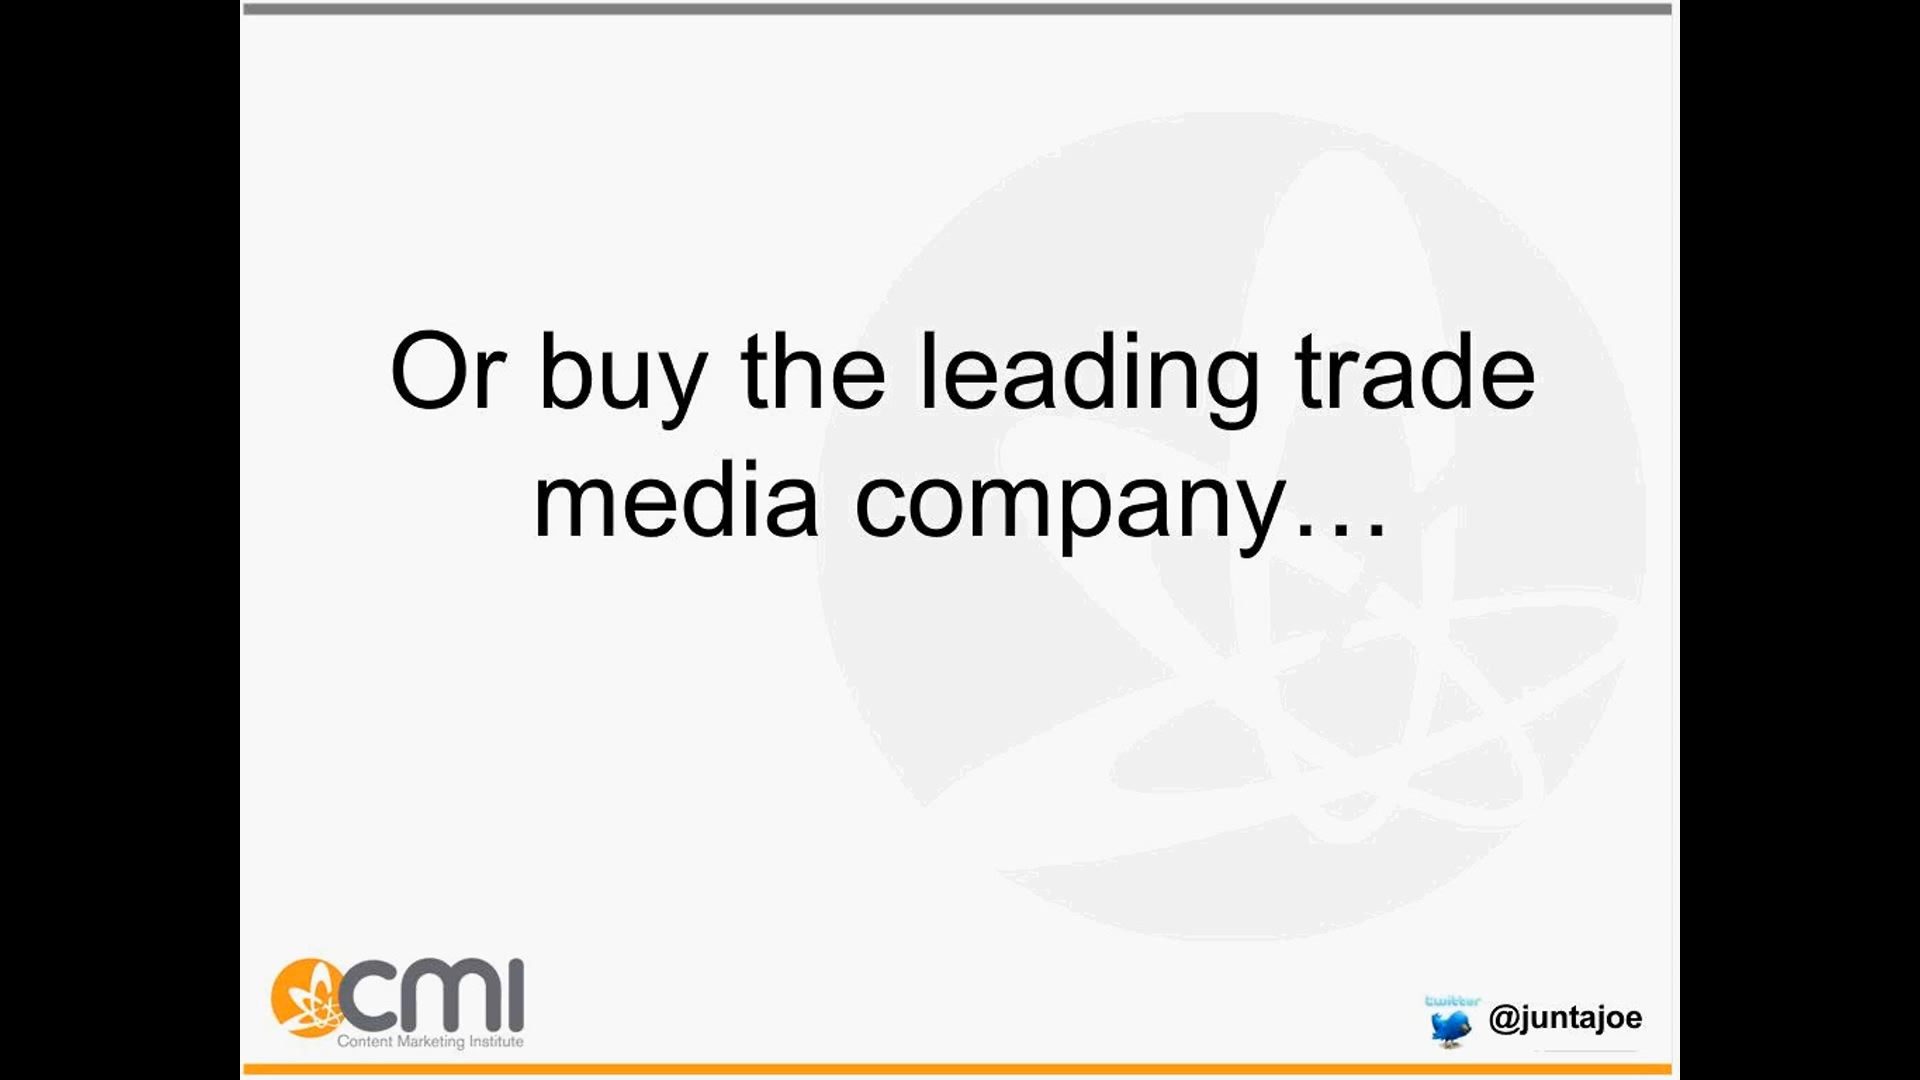 Or buy the leading trade
media company…
cmi
Content Marketing Institute
twitter
@juntajoe